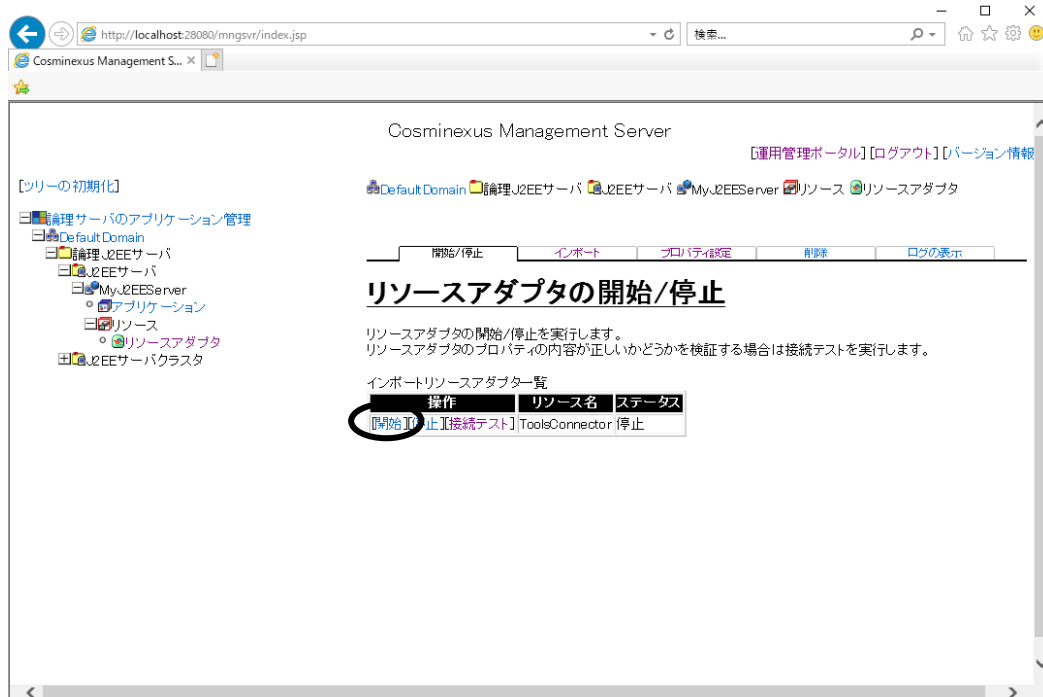 http://localhost:28080/mngsvr/index.jsp
検索...
Cosminexus Management S...
Cosminexus Management Server
[運用管理ポータル] [ログアウト] [バージョン情報
[ツリーの初期化]
DefaultDomain 論理J2EEサーバ J2EEサーバ MyJ2EEServer リソース リソースアダプタ
論理サーバのアプリケーション管理
DefaultDomain
論理J2EEサーバ
J2EEサーバ
MyJ2EEServer
アプリケーション
リソース
リソースアダプタ
J2EEサーバクラスタ
開始/停止 インポート プロパティ設定 削除 ログの表示
リソースアダプタの開始/停止
リソースアダプタの開始/停止を実行します。
リソースアダプタのプロパティの内容が正しいかどうかを検証する場合は接続テストを実行します。
インポートリソースアダプター覧
操作 リソース名 ステータス
[開始][停止][接続テスト] ToolsConnector 停止